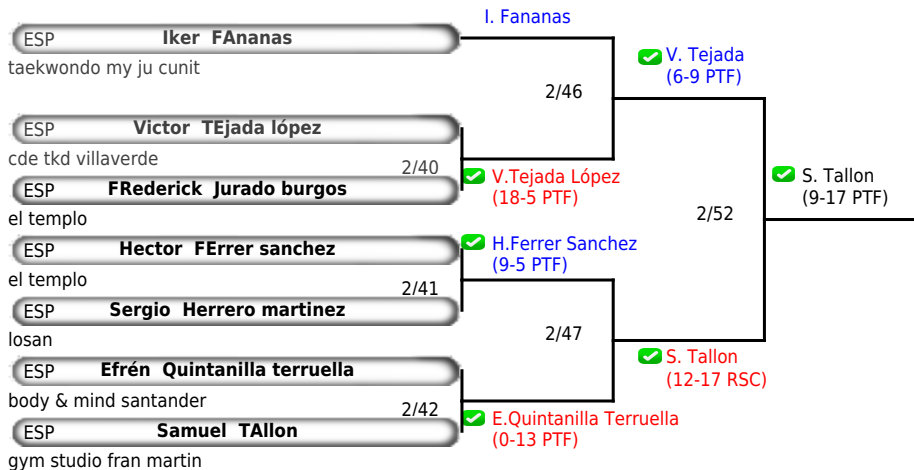 I. Fananas
ESP Iker FAnanas
taekwondo my ju cunit
V. Tejada
(6-9 PTF)
2/46
ESP Victor TEjada lópez
cde tkd villaverde
2/40
V.Tejada López
(18-5 PTF)
ESP FRederick Jurado burgos
el templo
S. Tallon
(9-17 PTF)
2/52
ESP Hector FErrer sanchez
el templo
H.Ferrer Sanchez
(9-5 PTF)
2/41
ESP Sergio Herrero martinez
losan
2/47
S. Tallon
(12-17 RSC)
ESP Efrén Quintanilla terruella
body & mind santander
2/42
E.Quintanilla Terruella
(0-13 PTF)
ESP Samuel TAllon
gym studio fran martin